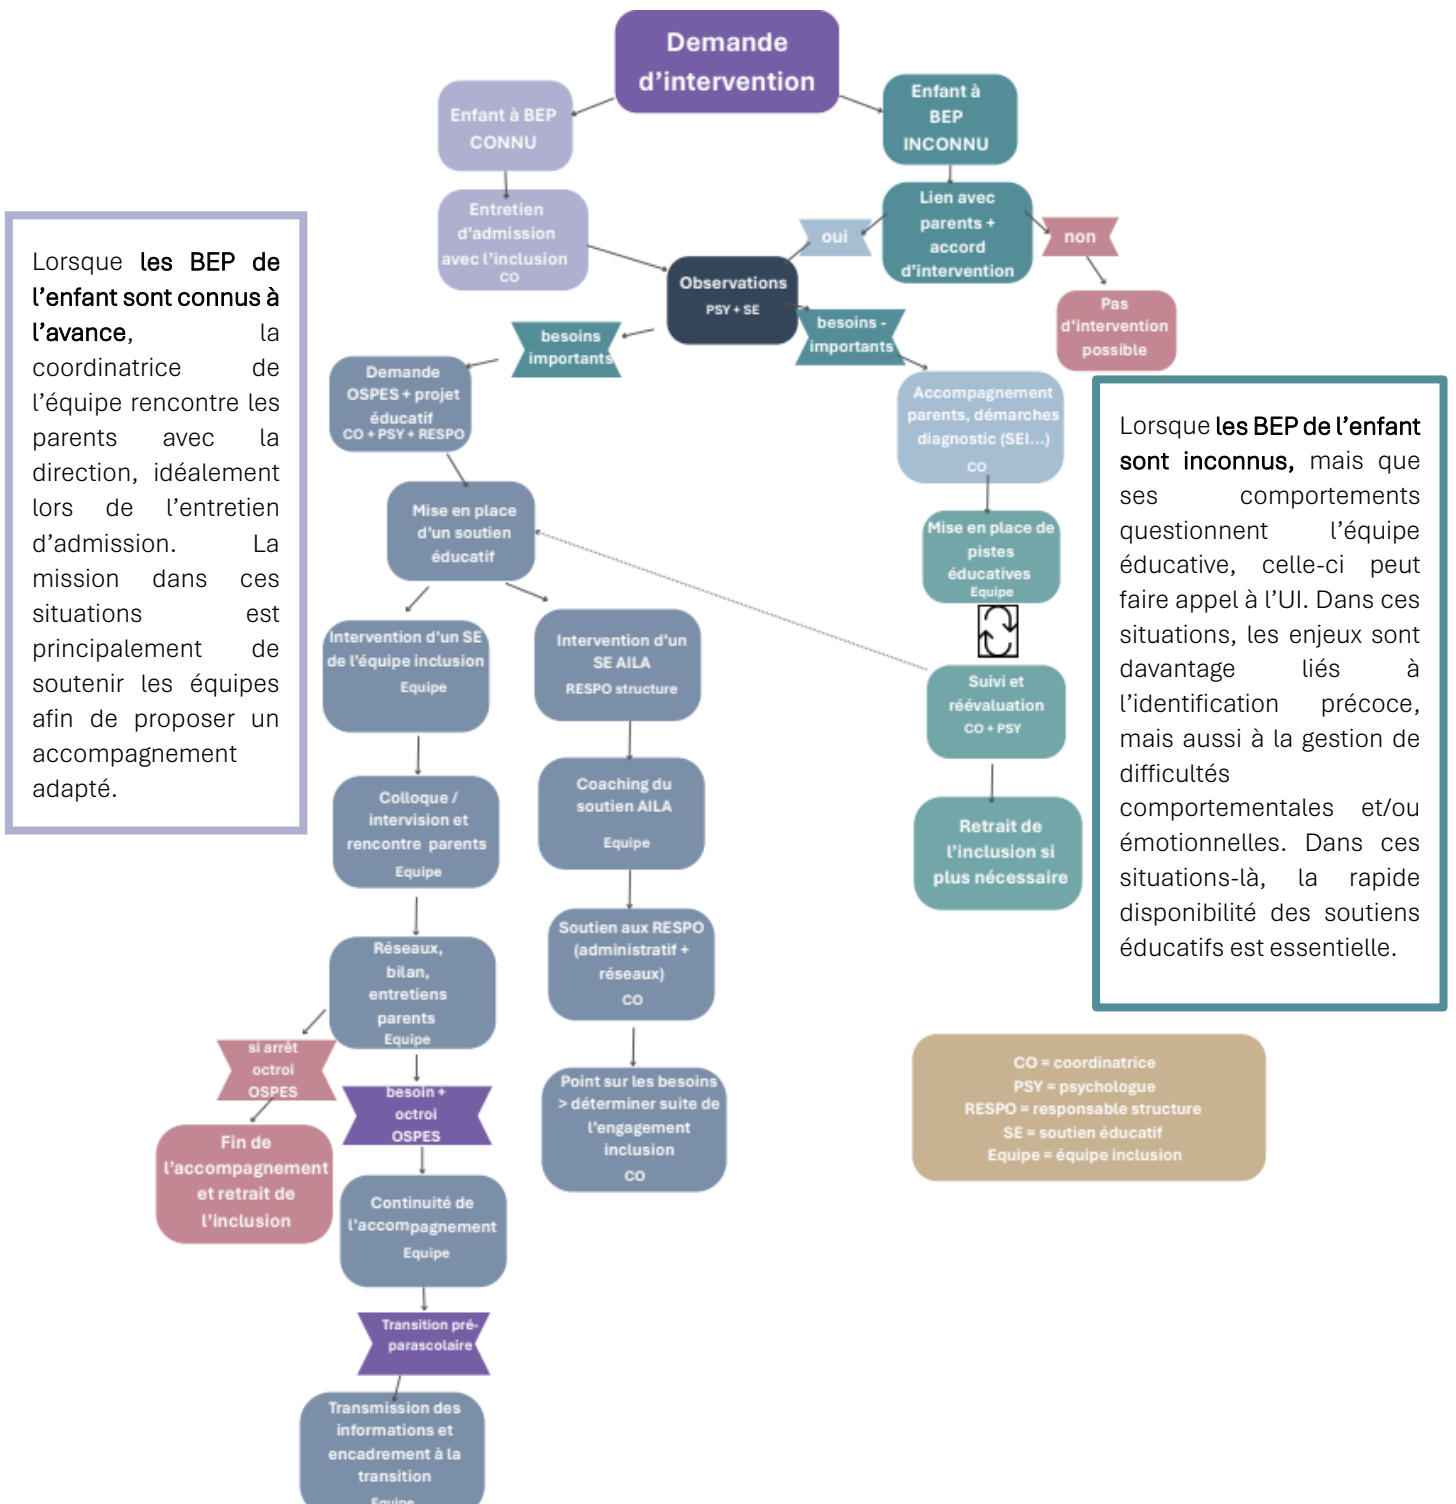 Demande
d'intervention
Enfant à BEP
CONNU
Enfant à
BEP
INCONNU
Entretien
d'admission
avec l'inclusion
CO
Lien avec
parents +
accord
d'intervention
oui
non
Observations
PSY + SE
Pas
d'intervention
possible
besoins
importants
besoins -
importants
Lorsque les BEP de
l'enfant sont connus à
l'avance, la
coordinatrice de
l'équipe rencontre les
parents avec la
direction, idéalement
lors de l'entretien
d'admission. La
mission dans ces
situations est
principalement de
soutenir les équipes
afin de proposer un
accompagnement
adapté.
Demande
OSPES + projet
éducatif
CO + PSY + RESPO
Accompagnement
parents, démarches
diagnostic (SEI...)
CO
Lorsque les BEP de l'enfant
sont inconnus, mais que
ses comportements
questionnent l'équipe
éducative, celle-ci peut
faire appel à l'UI. Dans ces
situations, les enjeux sont
davantage liés à
l'identification précoce,
mais aussi à la gestion de
difficultés
comportementales et/ou
émotionnelles. Dans ces
situations-là, la rapide
disponibilité des soutiens
éducatifs est essentielle.
Mise en place
d'un soutien
éducatif
Mise en place de
pistes
éducatives
Equipe
Intervention d'un SE
de l'équipe inclusion
Equipe
Intervention d'un
SE AILA
RESPO structure
Suivi et
réévaluation
CO + PSY
Colloque /
intervision et
rencontre parents
Equipe
Coaching du
soutien AILA
Equipe
Retrait de
l'inclusion si
plus nécessaire
Réseaux,
bilan,
entretiens
parents
Equipe
Soutien aux RESPO
(administratif +
réseaux)
CO
si arrêt
octroi
OSPES
besoin +
octroi
OSPES
Point sur les besoins
> déterminer suite de
l'engagement
inclusion
CO
CO = coordinatrice
PSY = psychologue
RESPO = responsable structure
SE = soutien éducatif
Equipe = équipe inclusion
Fin de
l'accompagnement
et retrait de
l'inclusion
Continuité de
l'accompagnement
Equipe
Transition pré-
parascolaire
Transmission des
informations et
encadrement à la
transition
Equipe